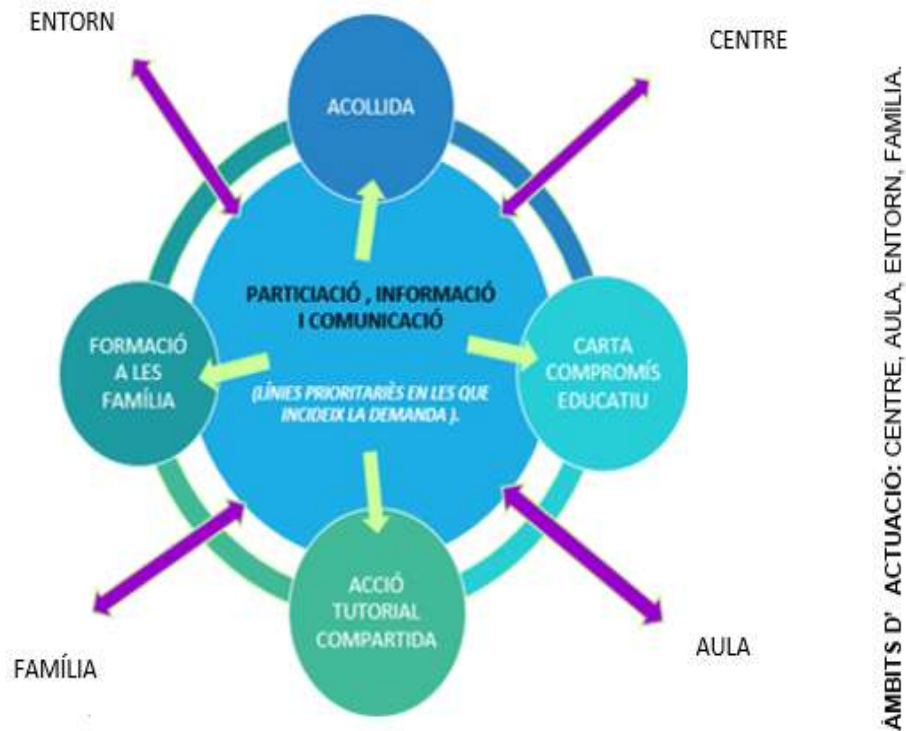 ENTORN
CENTRE
ACOLLIDA
PARTICIACIÓ , INFORMACIÓ
I COMUNICACIÓ
(LÍNIES PRIORITARIÈS EN LES QUE
INCIDEIX LA DEMANDA ).
FORMACIÓ
A LES
FAMÍLIA
CARTA
COMPROMÍS
EDUCATIU
ACCIÓ
TUTORIAL
COMPARTIDA
FAMÍLIA
AULA
ÀMBITS D' ACTUACIÓ: CENTRE, AULA, ENTORN, FAMÍLIA.